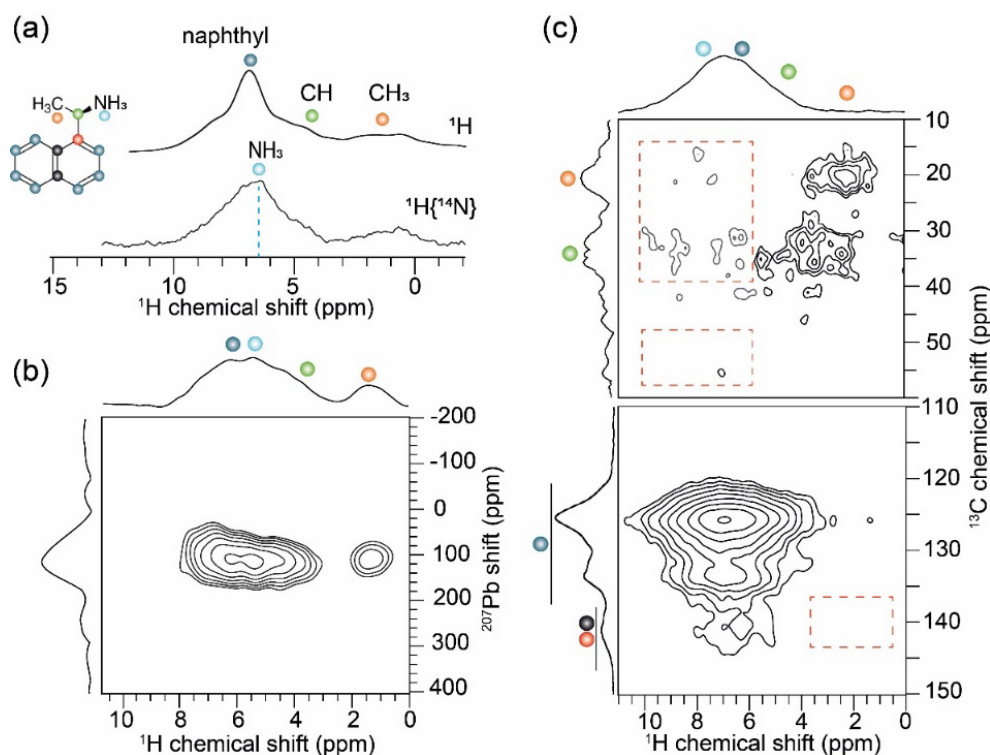 (a)
naphthyl
CH
CH₃
¹H
H₃C
NH₃
NH₃
¹H{¹⁴N}
15
10
5
0
¹H chemical shift (ppm)
(b)
-200
-100
0
100
200
300
400
²⁰⁷Pb shift (ppm)
10
8
6
4
2
0
¹H chemical shift (ppm)
(c)
10
20
30
40
50
110
120
130
140
150
¹³C chemical shift (ppm)
10
8
6
4
2
0
¹H chemical shift (ppm)